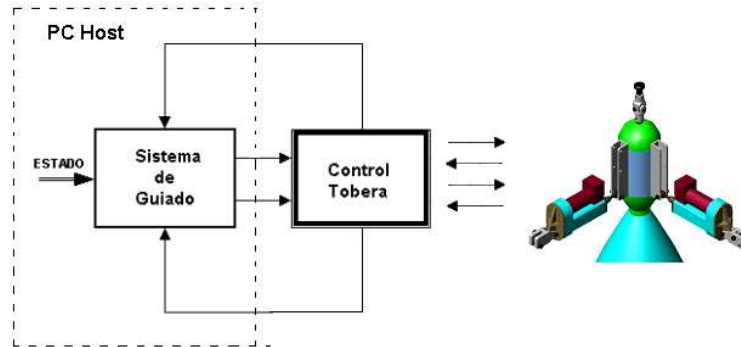 PC Host
ESTADO
Sistema
de
Guiado
Control
Tobera